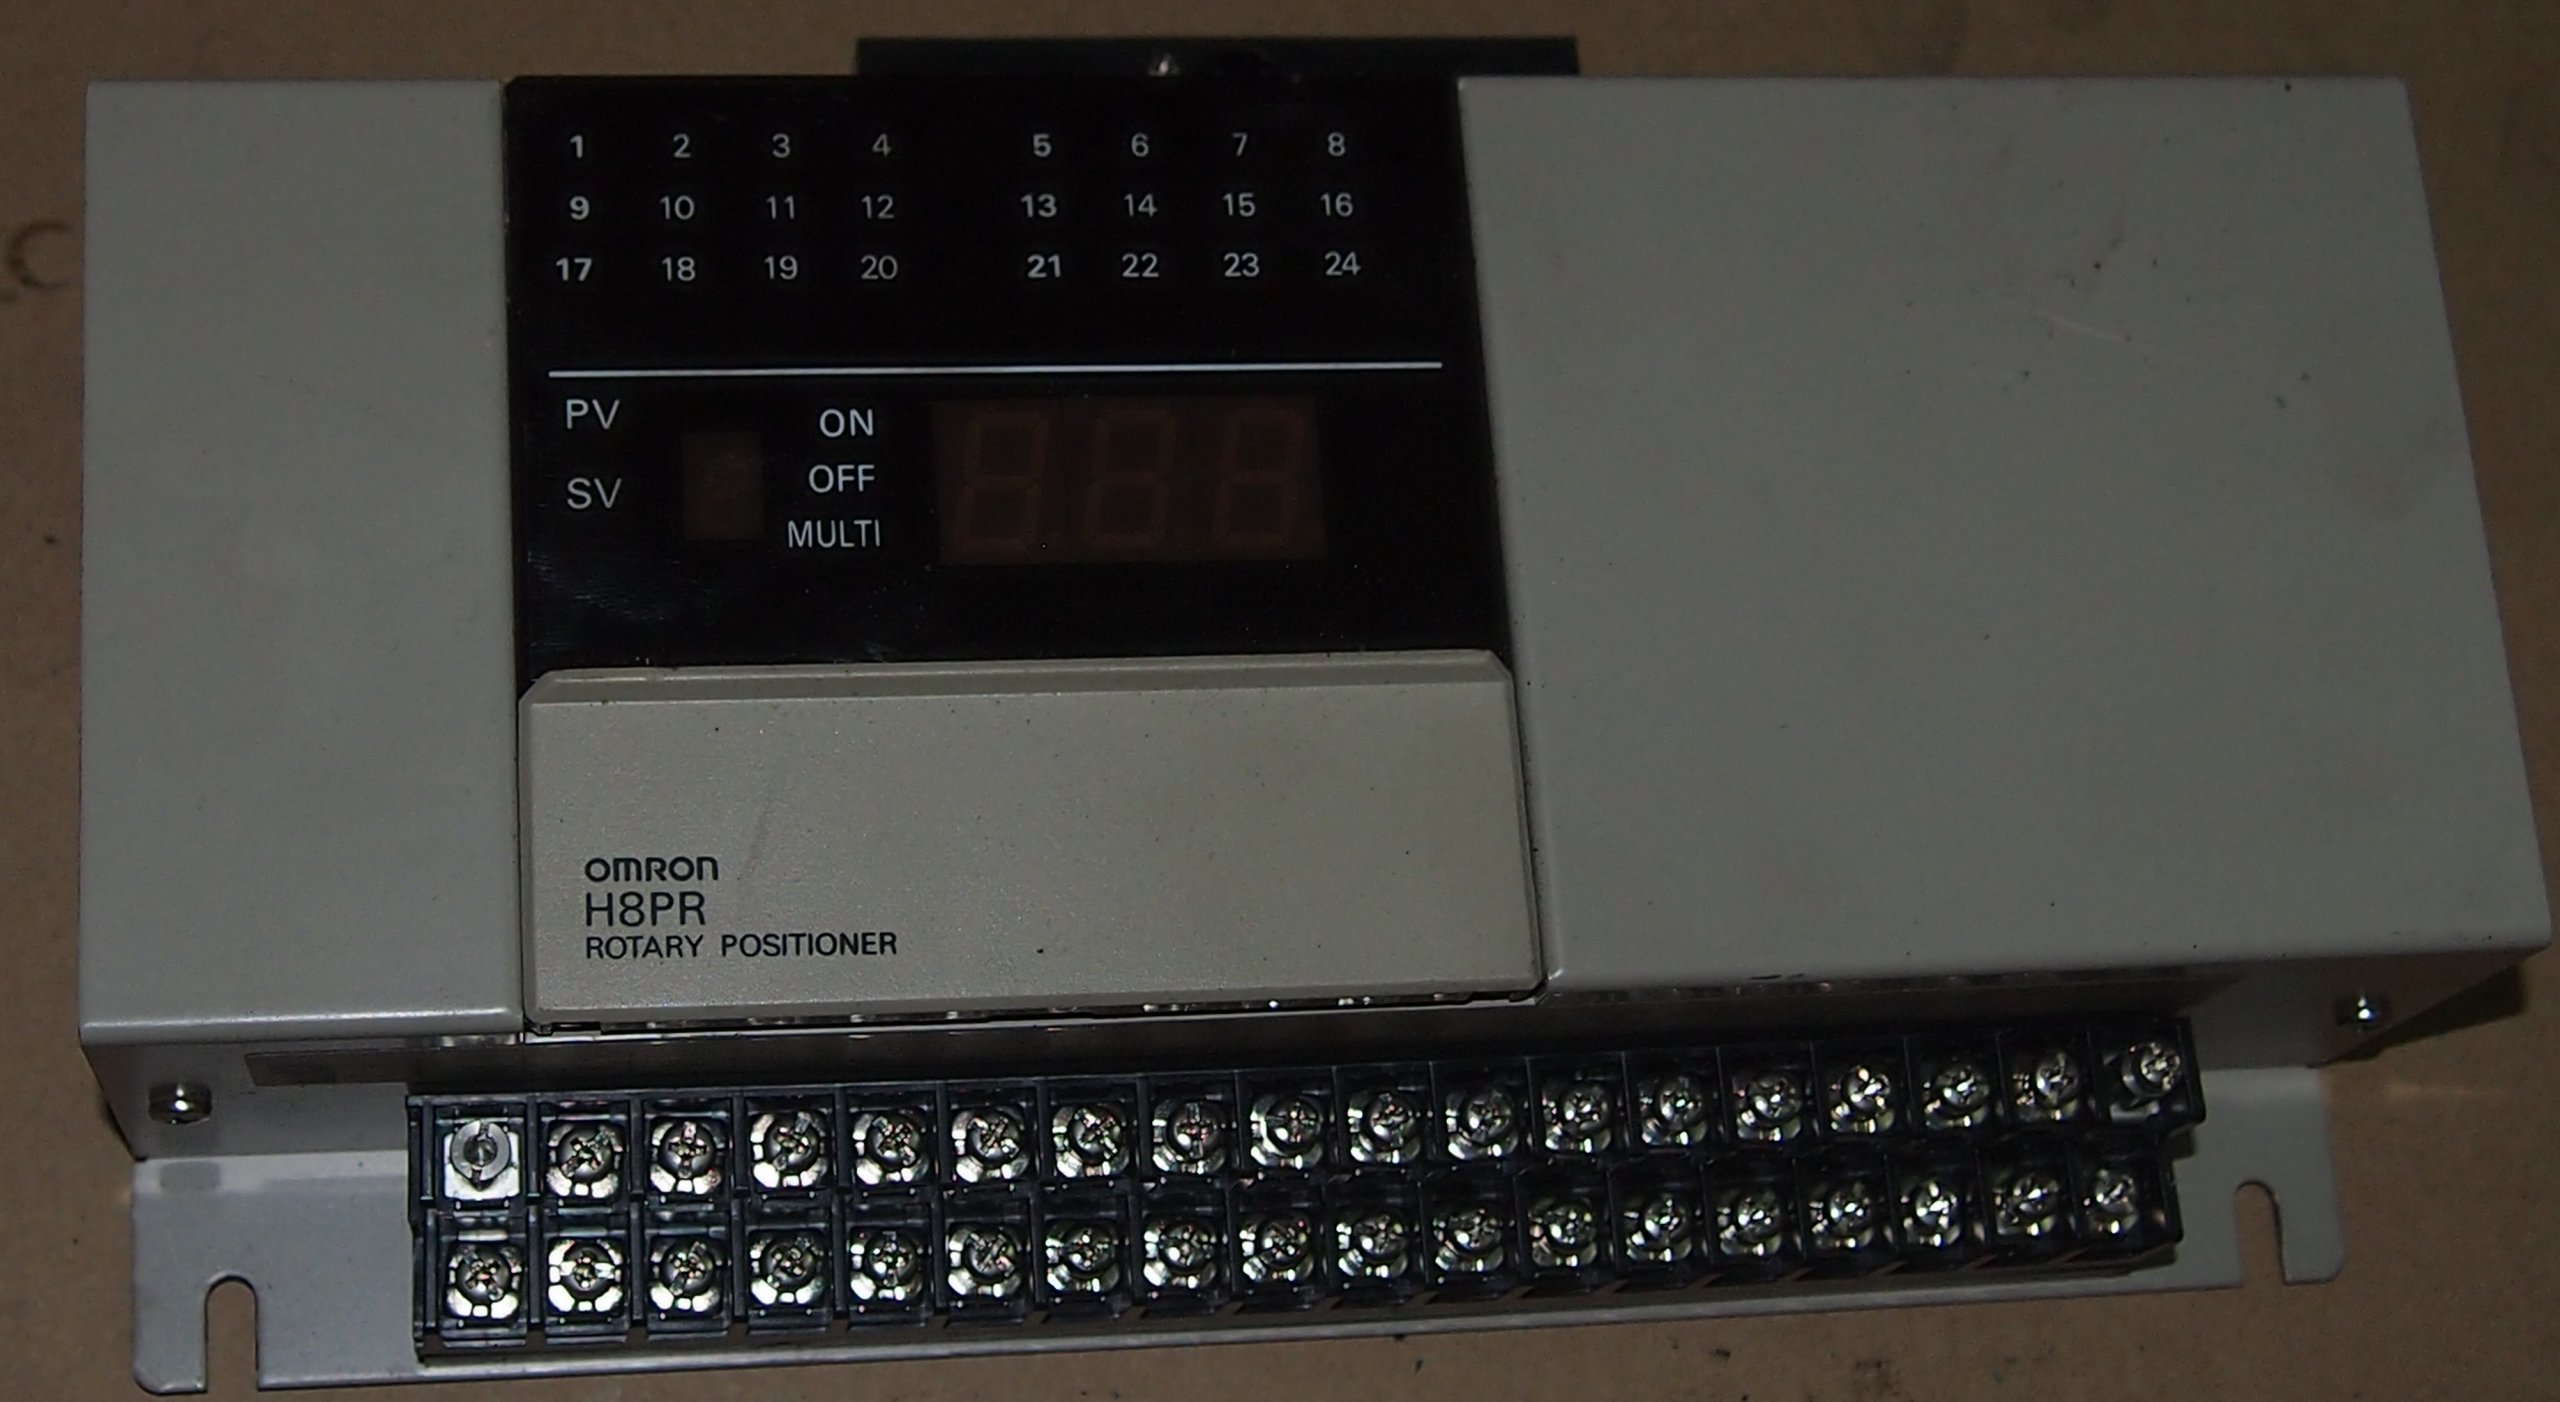 1 2 3 4 5 6 7 8
9 10 11 12 13 14 15 16
17 18 19 20 21 22 23 24
PV
ON
SV
OFF
MULTI
OMRON
H8PR
ROTARY POSITIONER